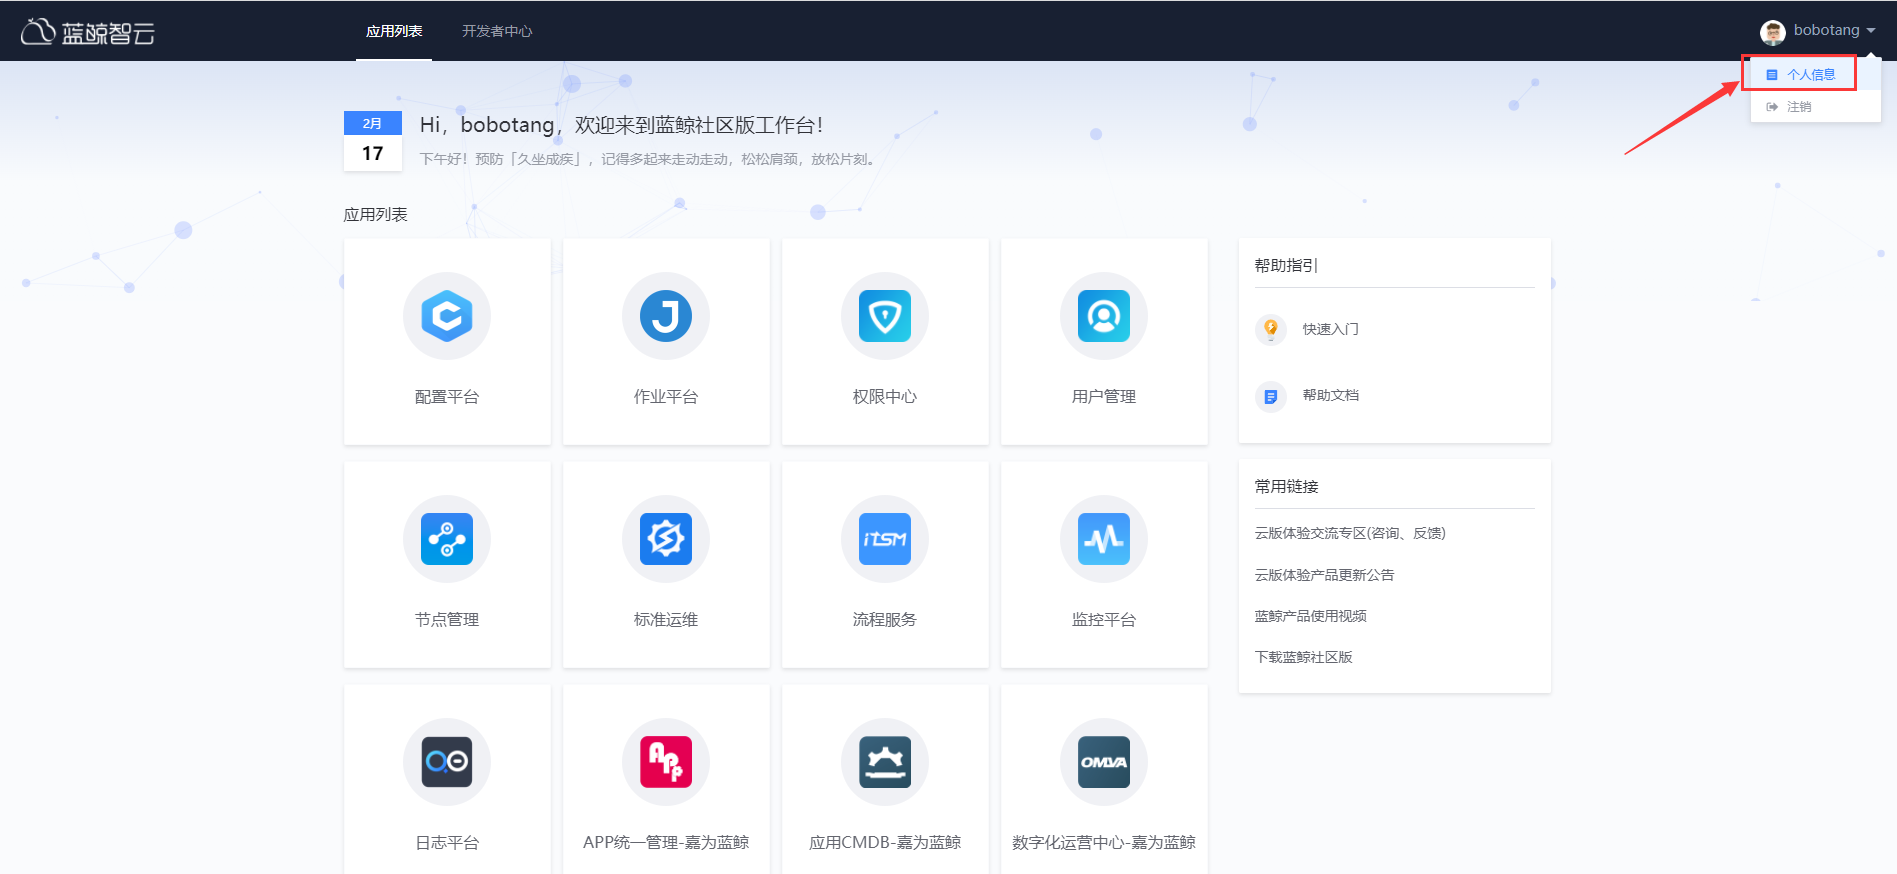 蓝鲸智云
应用列表
开发者中心
bobotang
个人信息
注销
2月
17
Hi，bobotang，欢迎来到蓝鲸社区版工作台！
下午好！预防「久坐成疾」，记得多起来走动走动，松松肩颈，放松片刻。
应用列表
C
J
配置平台
作业平台
权限中心
用户管理
iTSM
节点管理
标准运维
流程服务
监控平台
APP
OMVA
日志平台
APP统一管理-嘉为蓝鲸
应用CMDB-嘉为蓝鲸
数字化运营中心-嘉为蓝鲸
帮助指引
快速入门
帮助文档
常用链接
云版体验交流专区(咨询、反馈)
云版体验产品更新公告
蓝鲸产品使用视频
下载蓝鲸社区版